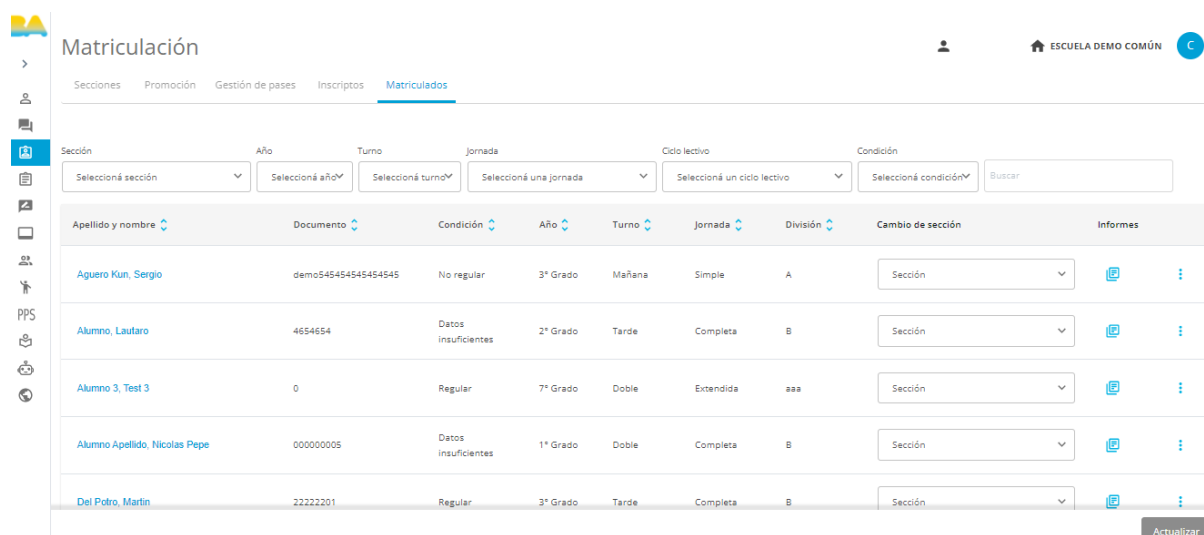 BA
Matriculación
ESCUELA DEMO COMÚN
C
Secciones Promoción Gestión de pases Inscriptos Matriculados
Sección Año Turno Jornada Ciclo lectivo Condición
Seleccioná sección Seleccioná año Seleccioná turno Seleccioná una jornada Seleccioná un ciclo lectivo Seleccioná condición Buscar
Apellido y nombre Documento Condición Año Turno Jornada División Cambio de sección Informes
Aguero Kun, Sergio demo545454545454545 No regular 3° Grado Mañana Simple A Sección
Alumno, Lautaro 4654654 Datos insuficientes 2° Grado Tarde Completa B Sección
Alumno 3, Test 3 0 Regular 7° Grado Doble Extendida aaa Sección
Alumno Apellido, Nicolas Pepe 000000005 Datos insuficientes 1° Grado Doble Completa B Sección
Del Potro, Martin 22222201 Regular 3° Grado Tarde Completa B Sección
PPS
Actualizar